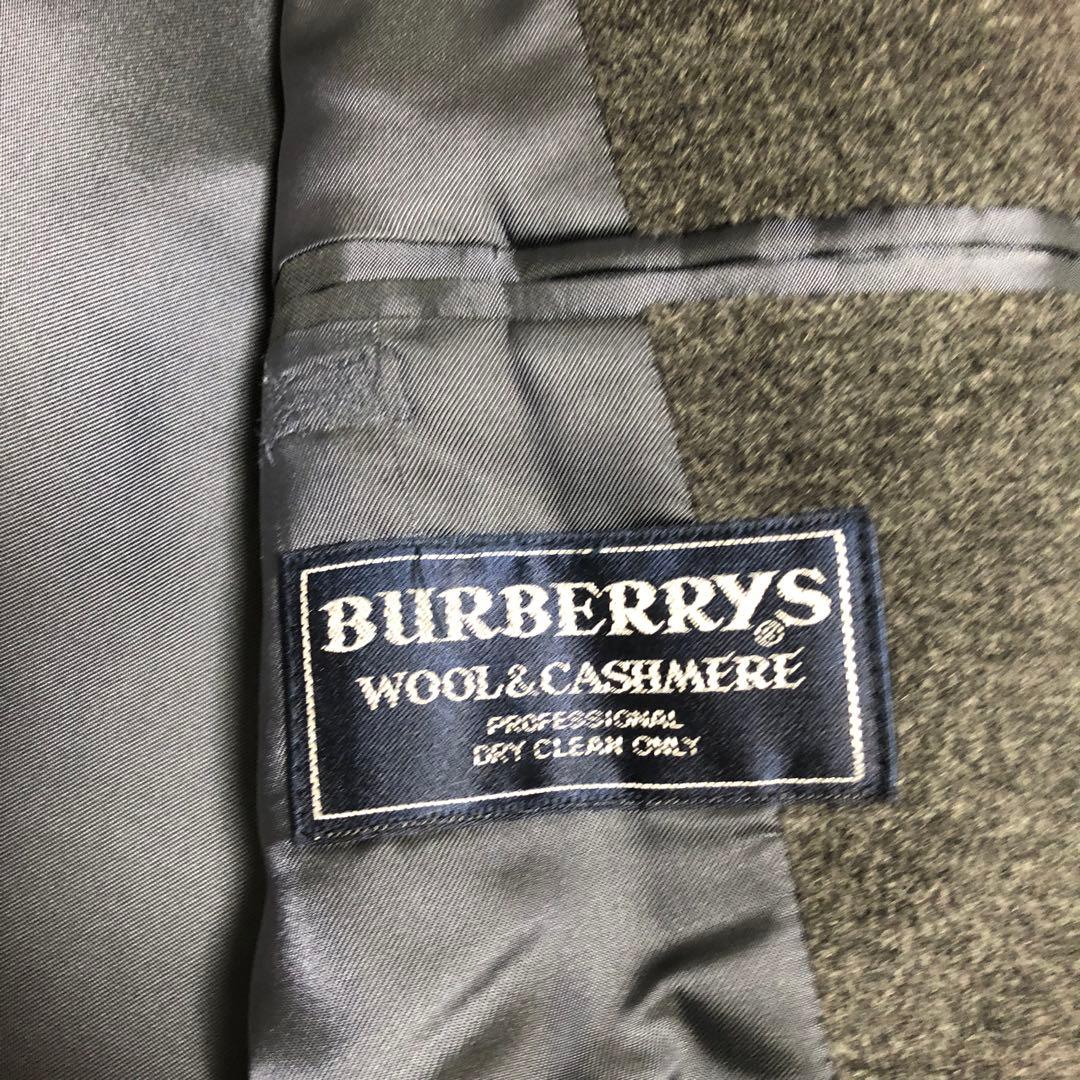 BURBERRYS®
WOOL&CASHMERE
PROFESSIONAL
DRY CLEAN ONLY